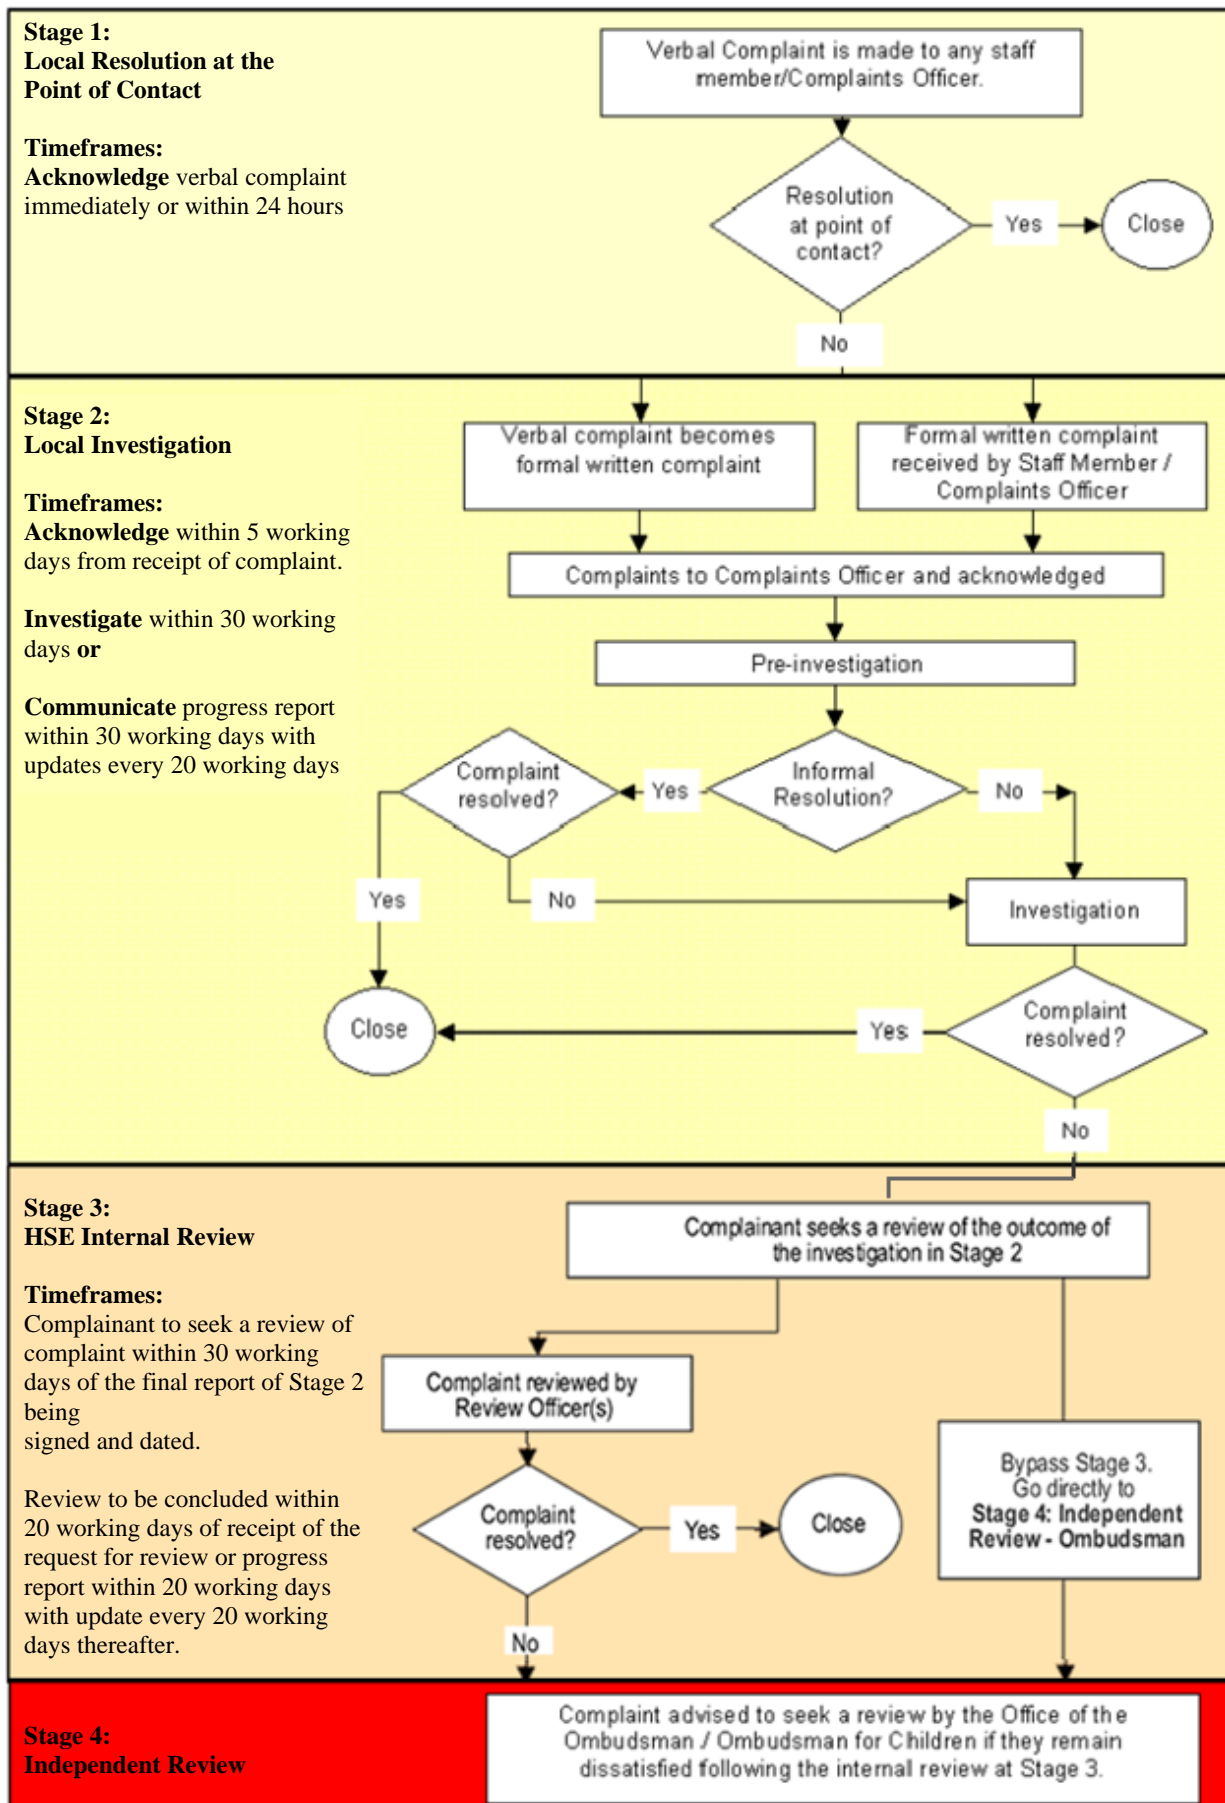 Stage 1:
Local Resolution at the
Point of Contact
Timeframes:
Acknowledge verbal complaint
immediately or within 24 hours
Verbal Complaint is made to any staff
member/Complaints Officer.
Resolution
at point of
contact?
Yes
Close
No
Stage 2:
Local Investigation
Timeframes:
Acknowledge within 5 working
days from receipt of complaint.
Investigate within 30 working
days or
Communicate progress report
within 30 working days with
updates every 20 working days
Verbal complaint becomes
formal written complaint
Formal written complaint
received by Staff Member /
Complaints Officer
Complaints to Complaints Officer and acknowledged
Pre-investigation
Informal
Resolution?
Yes
No
Complaint
resolved?
Yes
No
Investigation
Complaint
resolved?
Yes
Close
No
Stage 3:
HSE Internal Review
Timeframes:
Complainant to seek a review of
complaint within 30 working
days of the final report of Stage 2
being
signed and dated.
Review to be concluded within
20 working days of receipt of the
request for review or progress
report within 20 working days
with update every 20 working
days thereafter.
Complainant seeks a review of the outcome of
the investigation in Stage 2
Complaint reviewed by
Review Officer(s)
Complaint
resolved?
Yes
Close
No
Bypass Stage 3.
Go directly to
Stage 4: Independent
Review - Ombudsman
Stage 4:
Independent Review
Complaint advised to seek a review by the Office of the
Ombudsman / Ombudsman for Children if they remain
dissatisfied following the internal review at Stage 3.